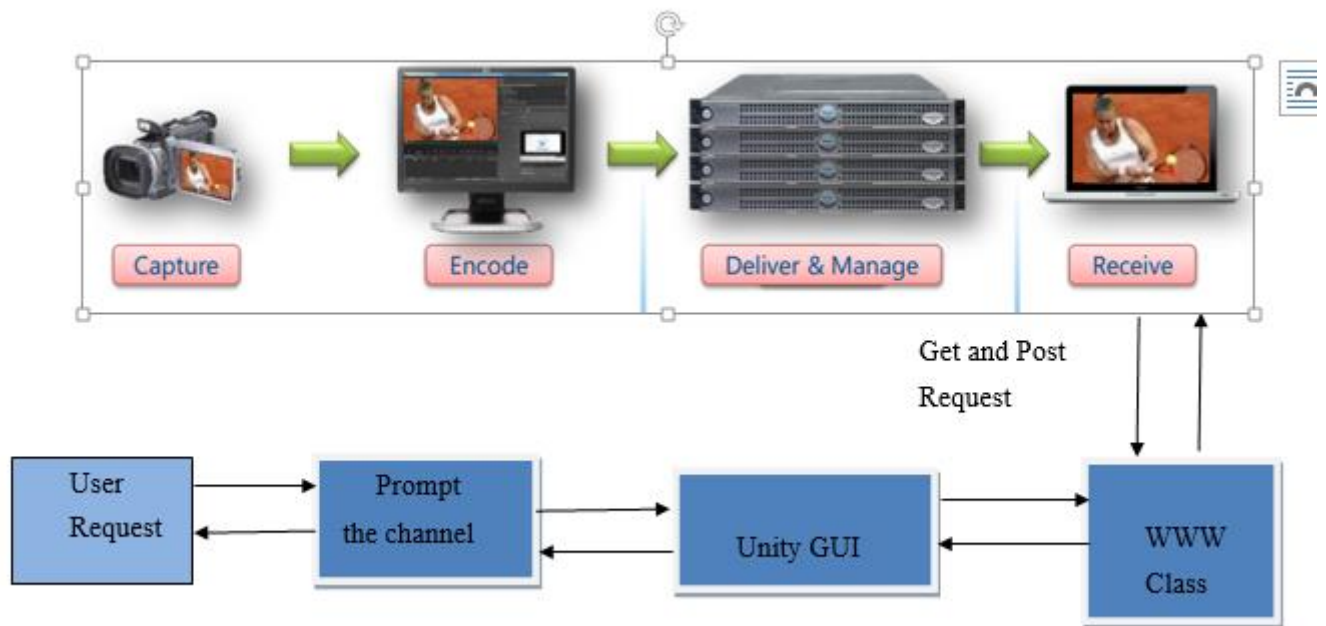 Capture
Encode
Deliver & Manage
Receive
Get and Post
Request
User
Request
Prompt
the channel
Unity GUI
WWW
Class